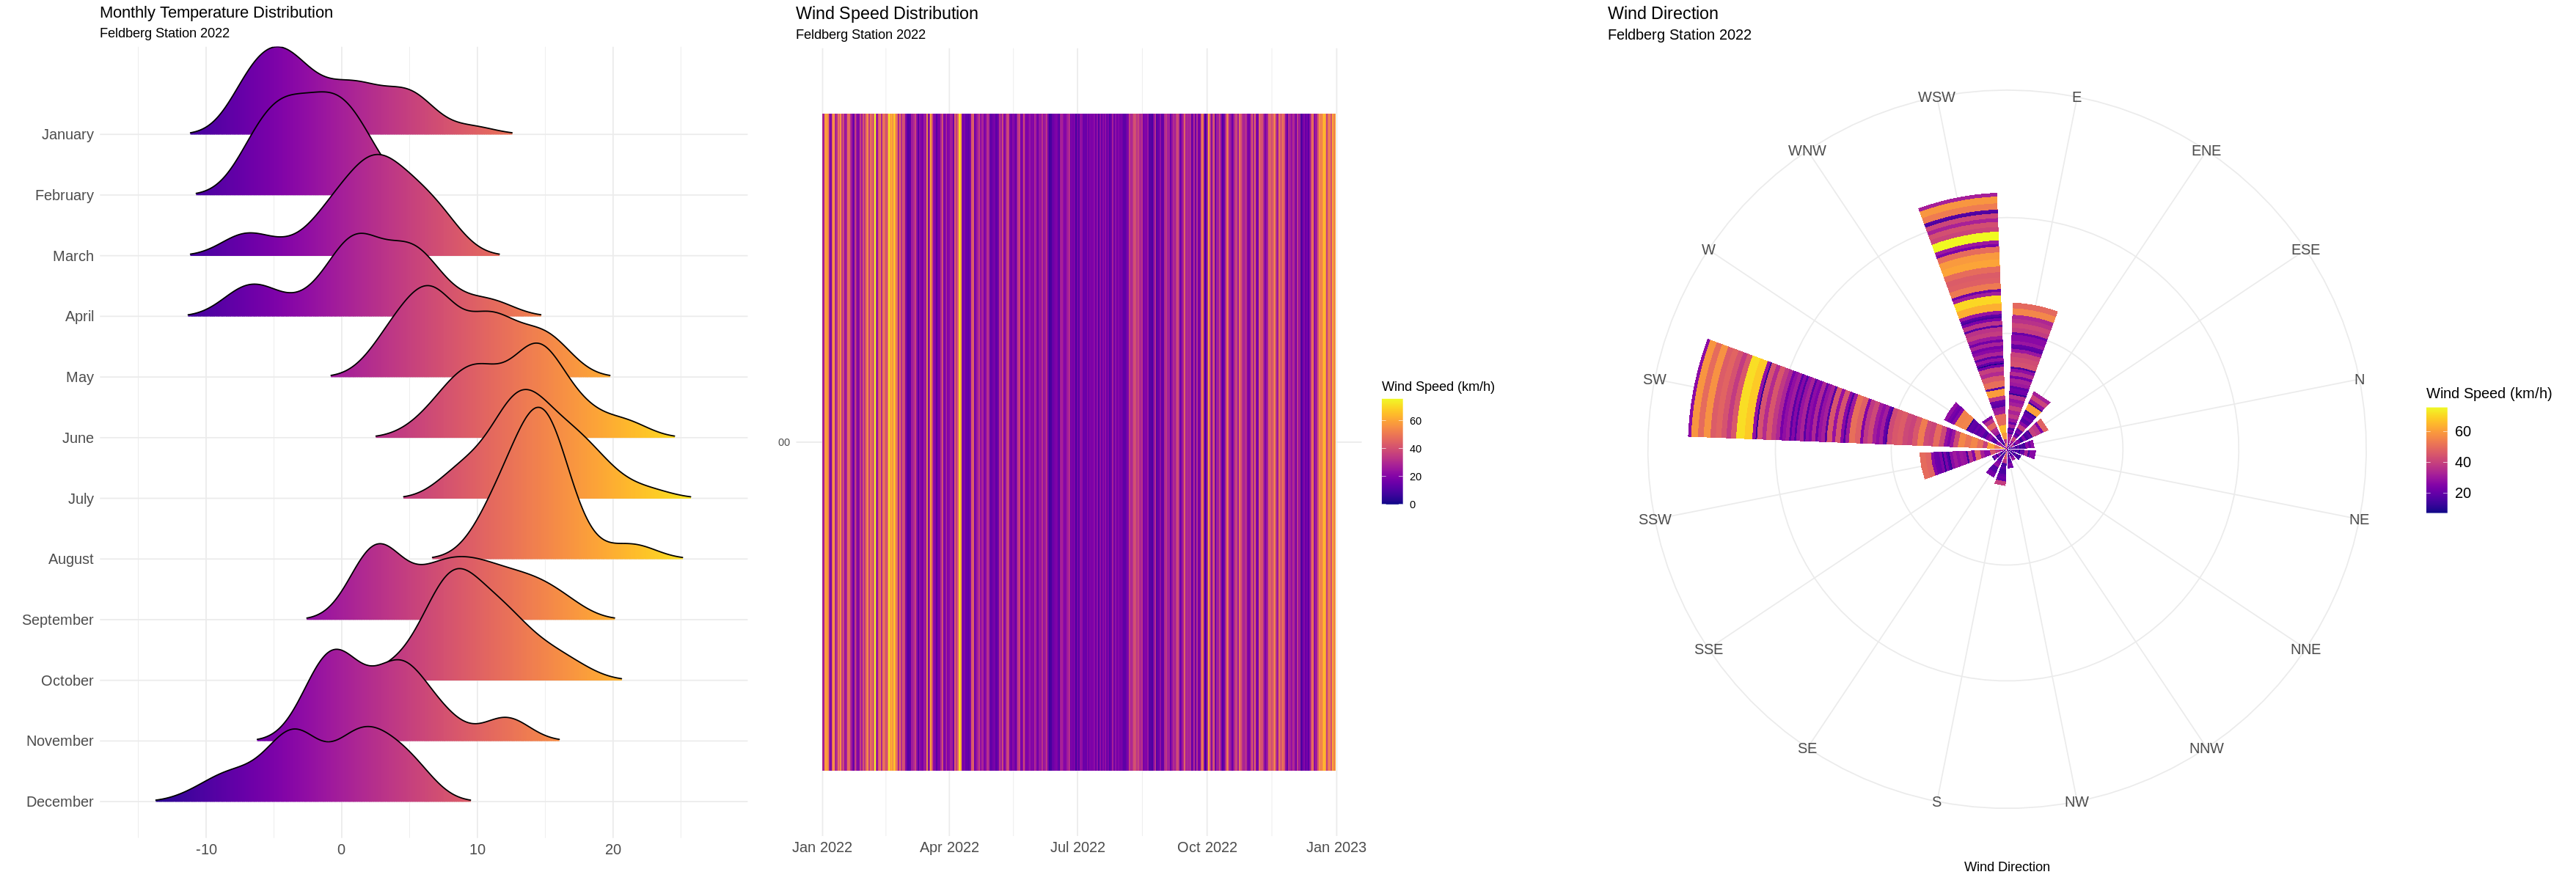 Monthly Temperature Distribution
Feldberg Station 2022
January
February
March
April
May
June
July
August
September
October
November
December
-10 0 10 20
Wind Speed Distribution
Feldberg Station 2022
00
Jan 2022 Apr 2022 Jul 2022 Oct 2022 Jan 2023
Wind Speed (km/h)
60
40
20
0
Wind Direction
Feldberg Station 2022
WSW E
WNW ENE
W ESE
SW N
SSW NE
SSE NNE
SE NNW
S NW
Wind Direction
Wind Speed (km/h)
60
40
20